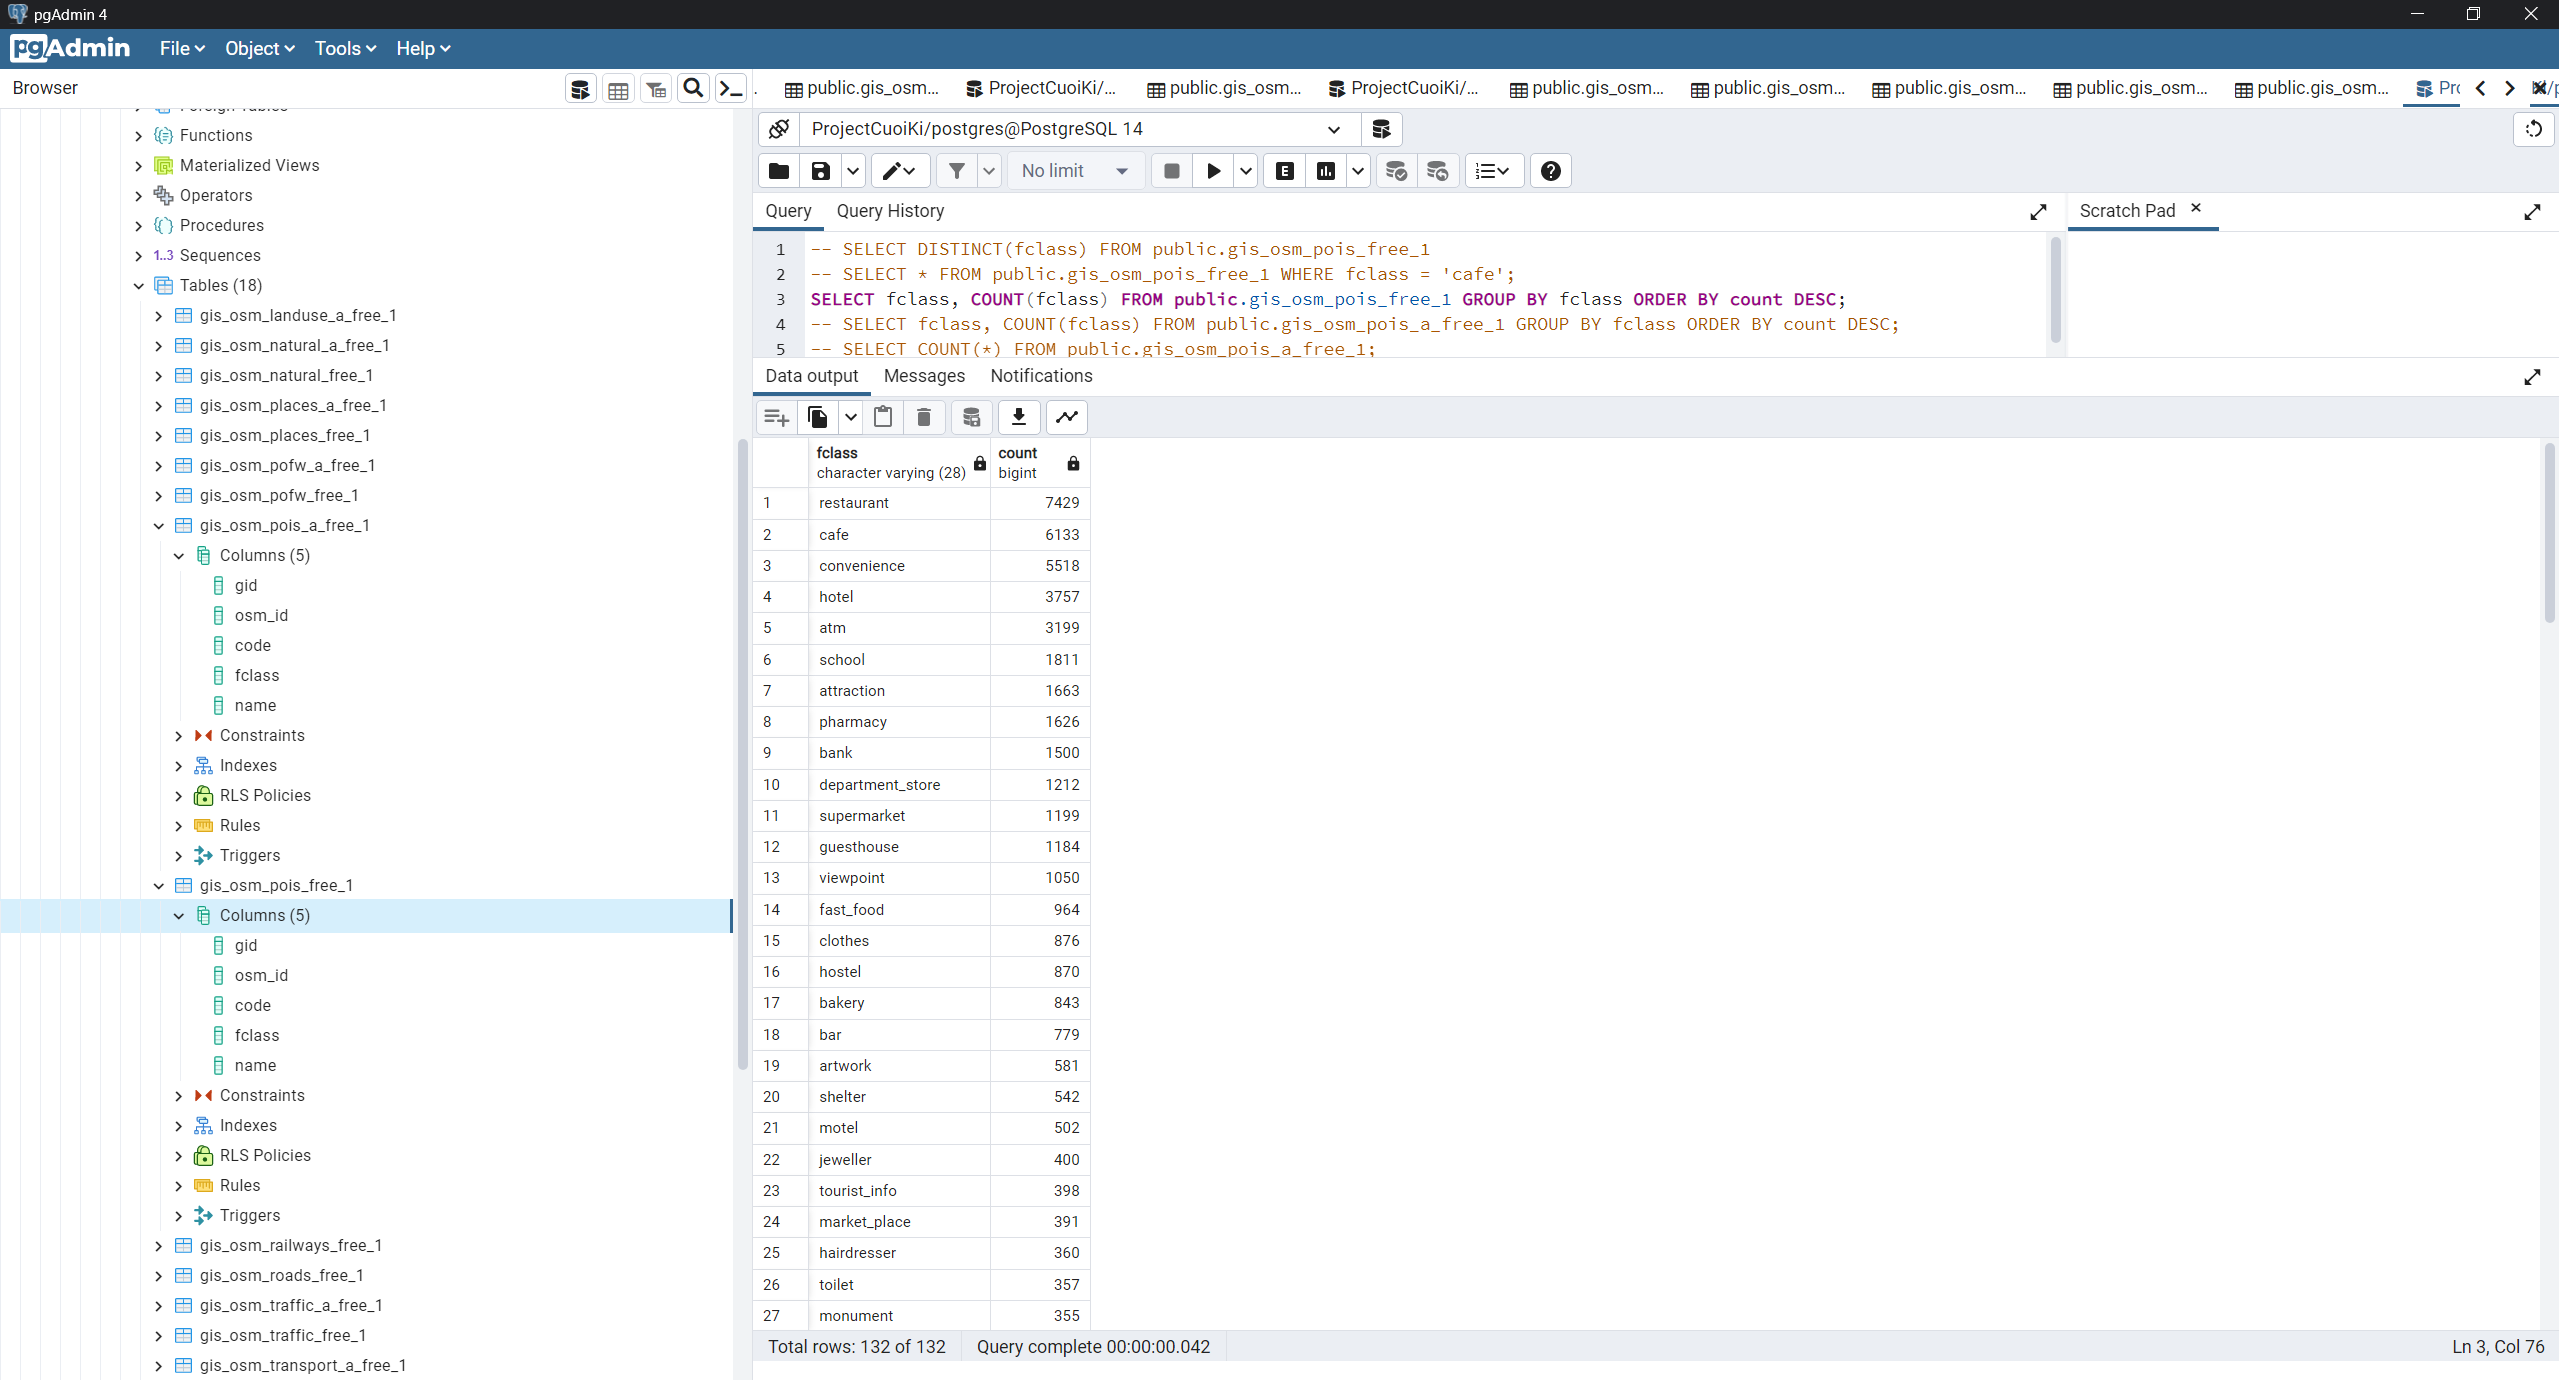 pgAdmin 4
pgAdmin File Object Tools Help
Browser
Functions
Materialized Views
Operators
Procedures
1..3 Sequences
Tables (18)
gis_osm_landuse_a_free_1
gis_osm_natural_a_free_1
gis_osm_natural_free_1
gis_osm_places_a_free_1
gis_osm_places_free_1
gis_osm_pofw_a_free_1
gis_osm_pofw_free_1
gis_osm_pois_a_free_1
Columns (5)
gid
osm_id
code
fclass
name
Constraints
Indexes
RLS Policies
Rules
Triggers
gis_osm_pois_free_1
Columns (5)
gid
osm_id
code
fclass
name
Constraints
Indexes
RLS Policies
Rules
Triggers
gis_osm_railways_free_1
gis_osm_roads_free_1
gis_osm_traffic_a_free_1
gis_osm_traffic_free_1
gis_osm_transport_a_free_1
public.gis_osm... ProjectCuoiKi/... public.gis_osm... ProjectCuoiKi/... public.gis_osm... public.gis_osm... public.gis_osm... public.gis_osm... public.gis_osm...
ProjectCuoiKi/postgres@PostgreSQL 14
No limit E
Query Query History
Scratch Pad
1 -- SELECT DISTINCT(fclass) FROM public.gis_osm_pois_free_1
2 -- SELECT * FROM public.gis_osm_pois_free_1 WHERE fclass = 'cafe';
3 SELECT fclass, COUNT(fclass) FROM public.gis_osm_pois_free_1 GROUP BY fclass ORDER BY count DESC;
4 -- SELECT fclass, COUNT(fclass) FROM public.gis_osm_pois_a_free_1 GROUP BY fclass ORDER BY count DESC;
5 -- SELECT COUNT(*) FROM public.gis_osm_pois_a_free_1;
Data output Messages Notifications
fclass count
character varying (28) bigint
1 restaurant 7429
2 cafe 6133
3 convenience 5518
4 hotel 3757
5 atm 3199
6 school 1811
7 attraction 1663
8 pharmacy 1626
9 bank 1500
10 department_store 1212
11 supermarket 1199
12 guesthouse 1184
13 viewpoint 1050
14 fast_food 964
15 clothes 876
16 hostel 870
17 bakery 843
18 bar 779
19 artwork 581
20 shelter 542
21 motel 502
22 jeweller 400
23 tourist_info 398
24 market_place 391
25 hairdresser 360
26 toilet 357
27 monument 355
Total rows: 132 of 132 Query complete 00:00:00.042 Ln 3, Col 76